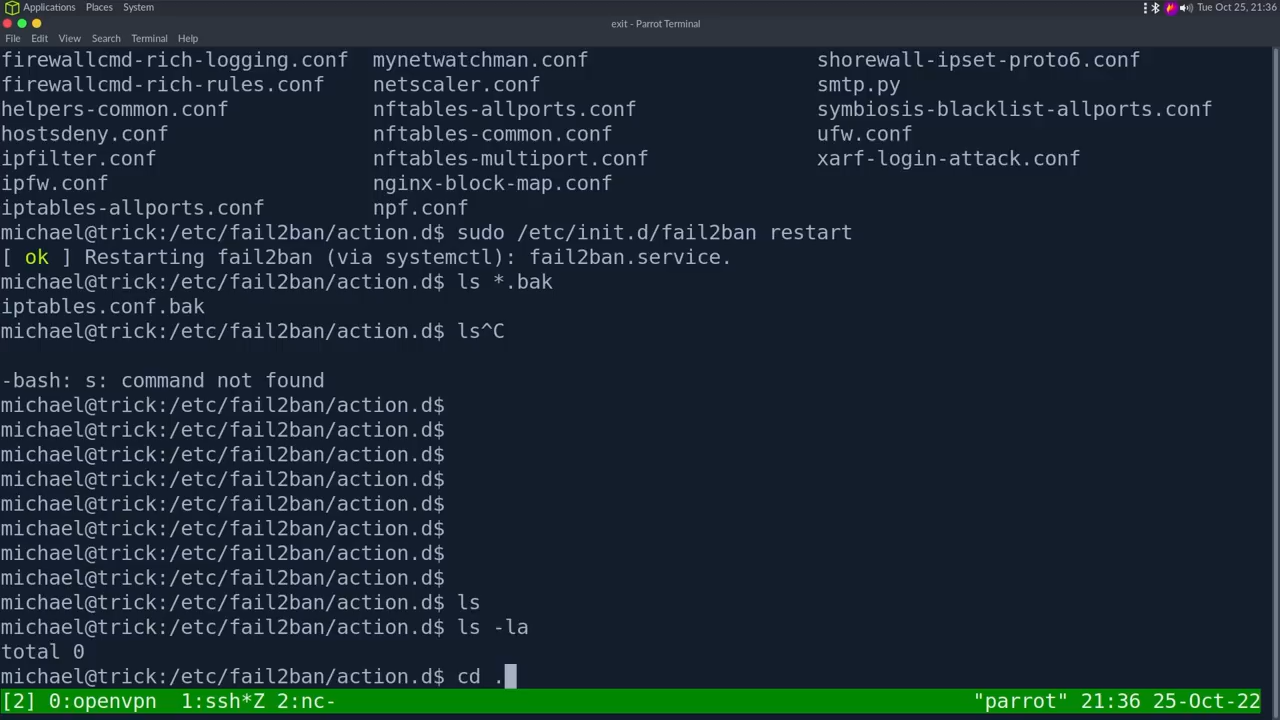 Applications Places System Tue Oct 25, 21:36
exit - Parrot Terminal
File Edit View Search Terminal Help
firewallcmd-rich-logging.conf mynetwatchman.conf shorewall-ipset-proto6.conf
firewallcmd-rich-rules.conf netscaler.conf smtp.py
helpers-common.conf nftables-allports.conf symbiosis-blacklist-allports.conf
hostsdeny.conf nftables-common.conf ufw.conf
ipfilter.conf nftables-multiport.conf xarf-login-attack.conf
ipfw.conf nginx-block-map.conf
iptables-allports.conf npf.conf
michael@trick:/etc/fail2ban/action.d$ sudo /etc/init.d/fail2ban restart
[ ok ] Restarting fail2ban (via systemctl): fail2ban.service.
michael@trick:/etc/fail2ban/action.d$ ls *.bak
iptables.conf.bak
michael@trick:/etc/fail2ban/action.d$ ls^C
-bash: s: command not found
michael@trick:/etc/fail2ban/action.d$
michael@trick:/etc/fail2ban/action.d$
michael@trick:/etc/fail2ban/action.d$
michael@trick:/etc/fail2ban/action.d$
michael@trick:/etc/fail2ban/action.d$
michael@trick:/etc/fail2ban/action.d$
michael@trick:/etc/fail2ban/action.d$
michael@trick:/etc/fail2ban/action.d$
michael@trick:/etc/fail2ban/action.d$ ls
michael@trick:/etc/fail2ban/action.d$ ls -la
total 0
michael@trick:/etc/fail2ban/action.d$ cd .
[2] 0:openvpn 1:ssh*Z 2:nc- "parrot" 21:36 25-Oct-22